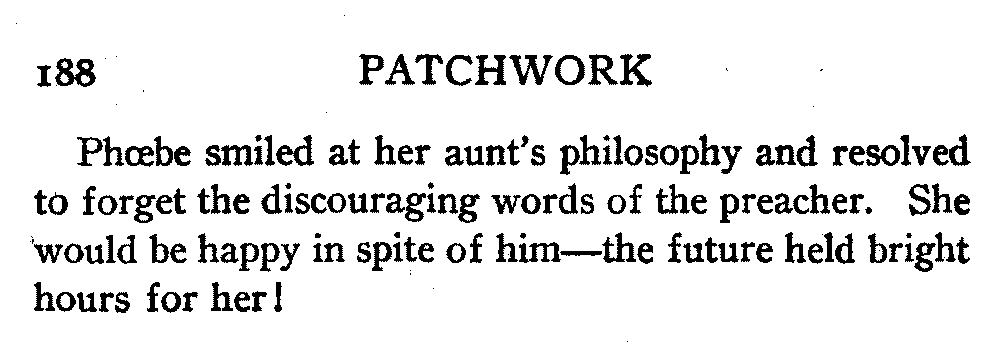 188 PATCHWORK
Phœbe smiled at her aunt's philosophy and resolved
to forget the discouraging words of the preacher. She
would be happy in spite of him—the future held bright
hours for her!